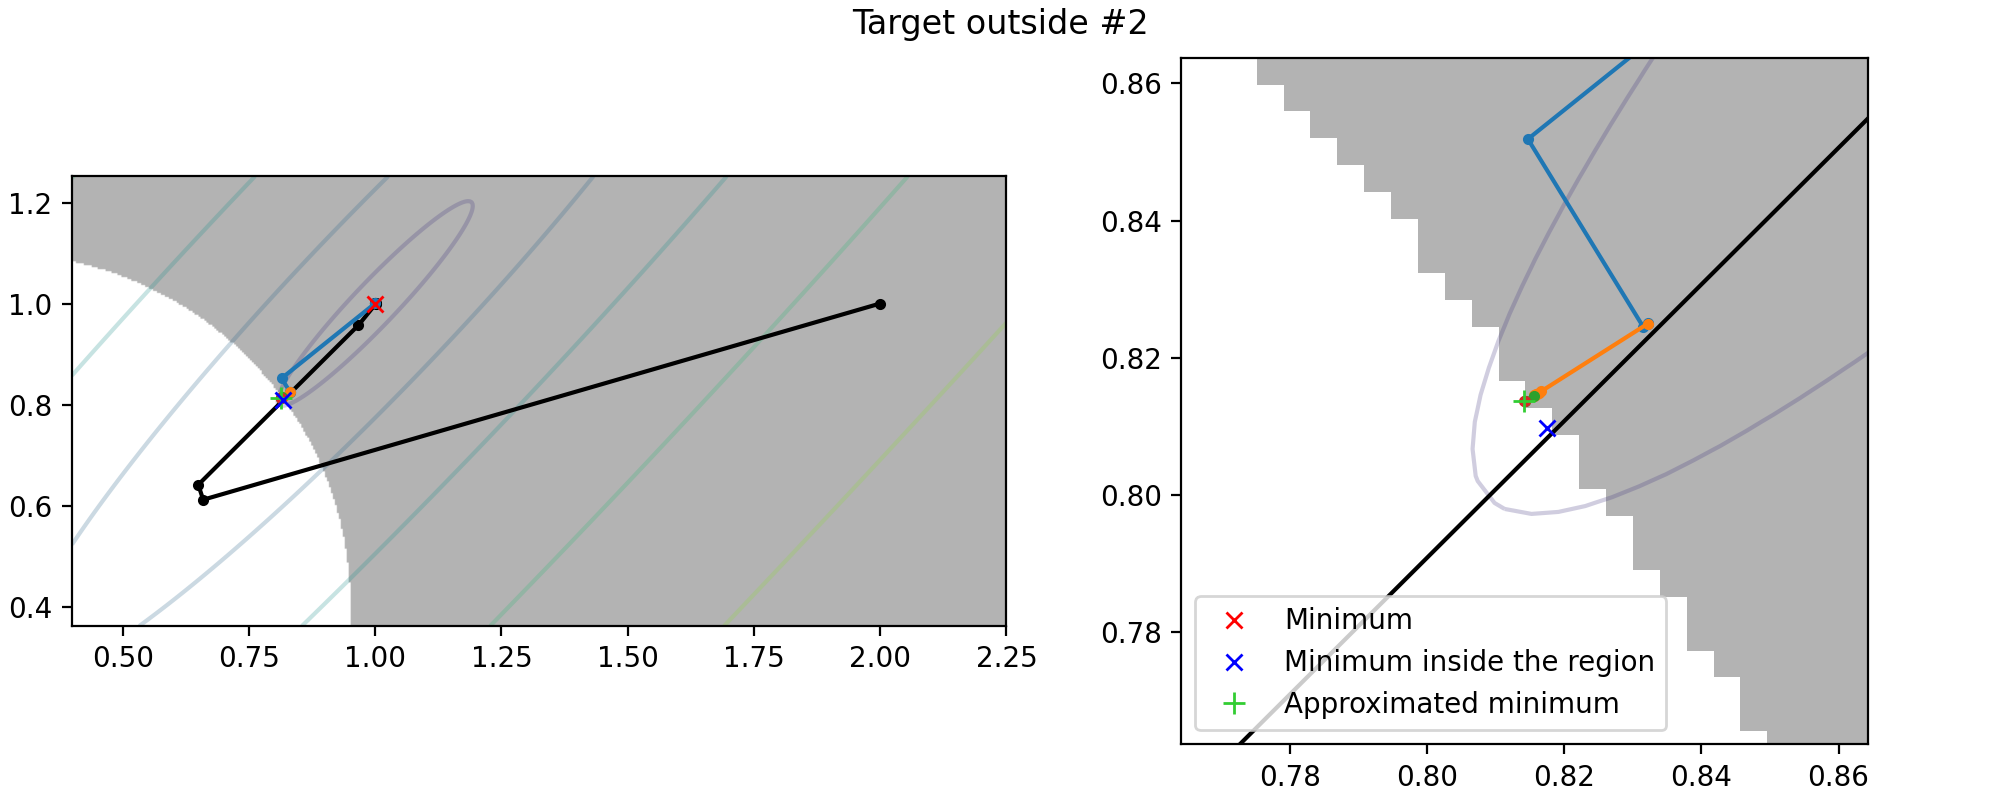 Target outside #2
1.2
1.0
0.8
0.6
0.4
0.50 0.75 1.00 1.25 1.50 1.75 2.00 2.25
0.86
0.84
0.82
0.80
0.78
Minimum
Minimum inside the region
Approximated minimum
0.78 0.80 0.82 0.84 0.86